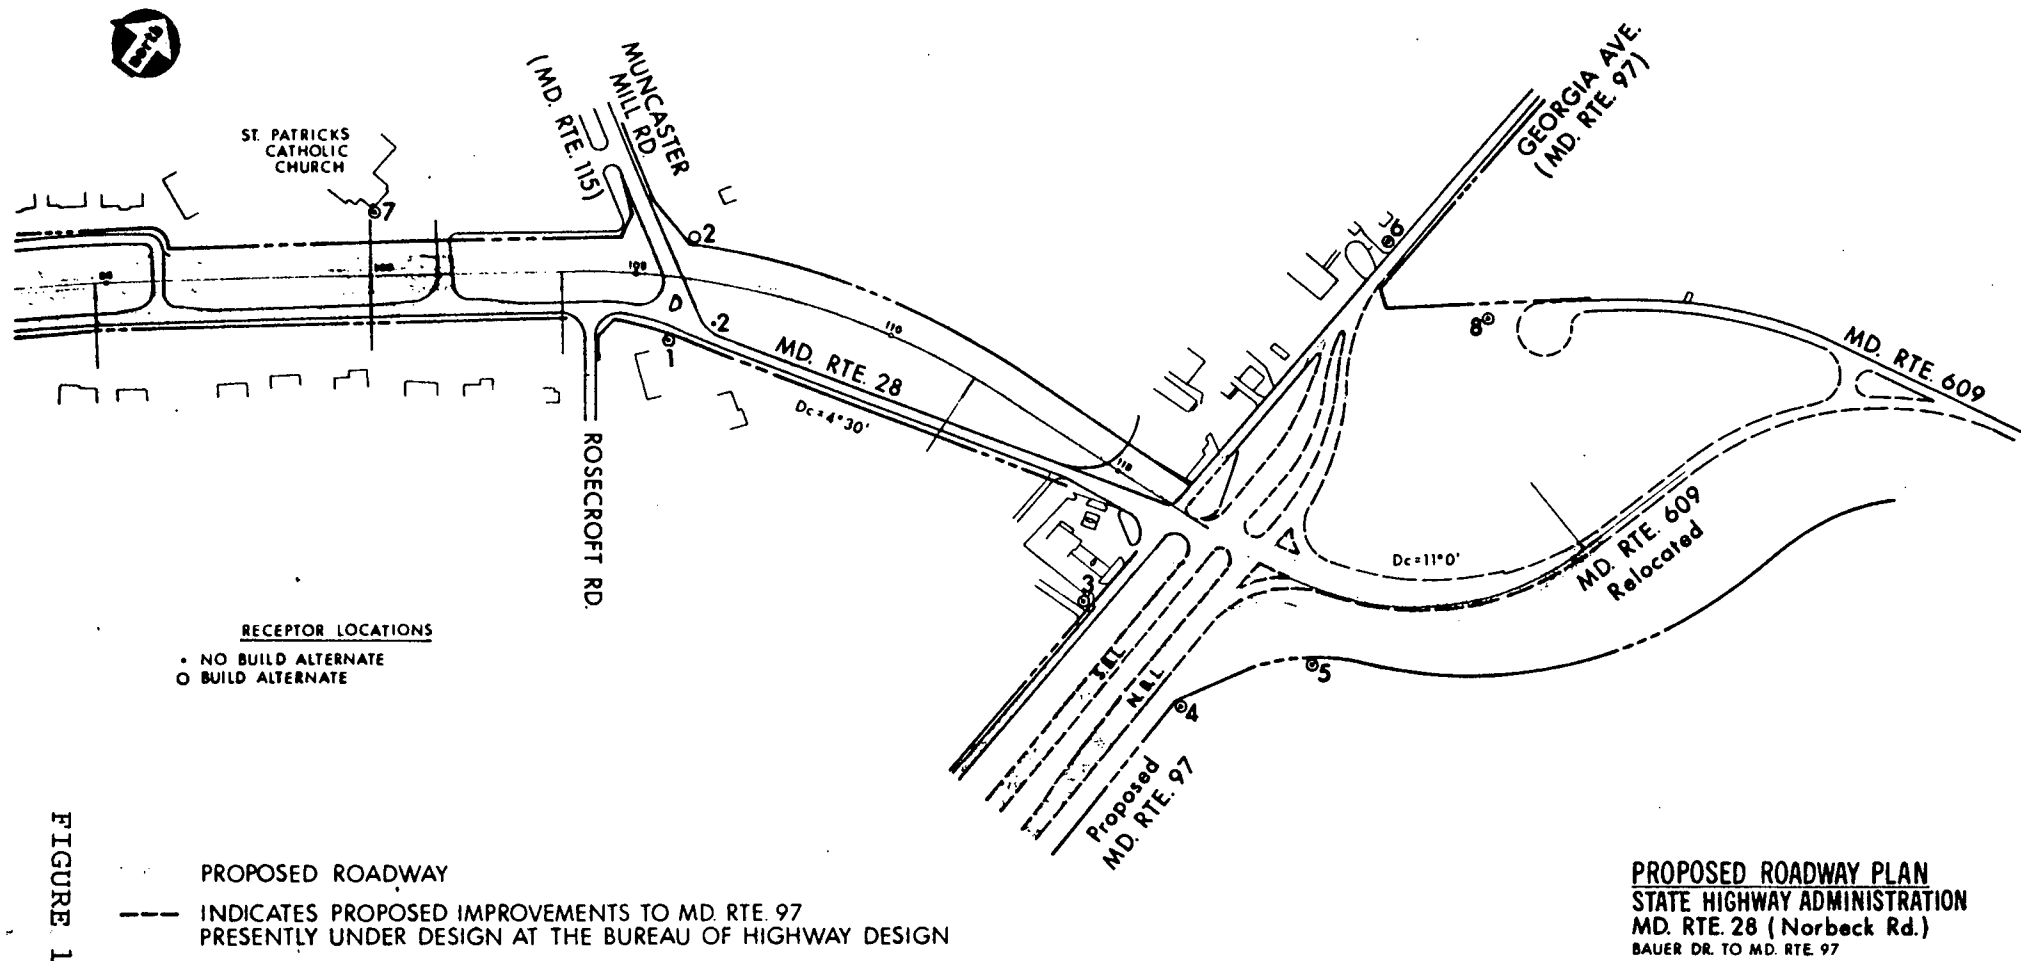 north
ST. PATRICKS
CATHOLIC
CHURCH
7
(MD. RTE. 115)
MUNCASTER
MILL RD.
2
GEORGIA AVE.
(MD. RTE. 97)
6
100
110
118
2
1
MD. RTE. 28
Dc = 4°30'
8
MD. RTE. 609
ROSECROFT RD.
3
Dc = 11°0'
MD. RTE. 609
Relocated
S.B.L.
N.B.L.
5
4
Proposed
MD. RTE. 97
RECEPTOR LOCATIONS
• NO BUILD ALTERNATE
O BUILD ALTERNATE
FIGURE 1
PROPOSED ROADWAY
INDICATES PROPOSED IMPROVEMENTS TO MD. RTE. 97
PRESENTLY UNDER DESIGN AT THE BUREAU OF HIGHWAY DESIGN
PROPOSED ROADWAY PLAN
STATE HIGHWAY ADMINISTRATION
MD. RTE. 28 (Norbeck Rd.)
BAUER DR. TO MD. RTE. 97